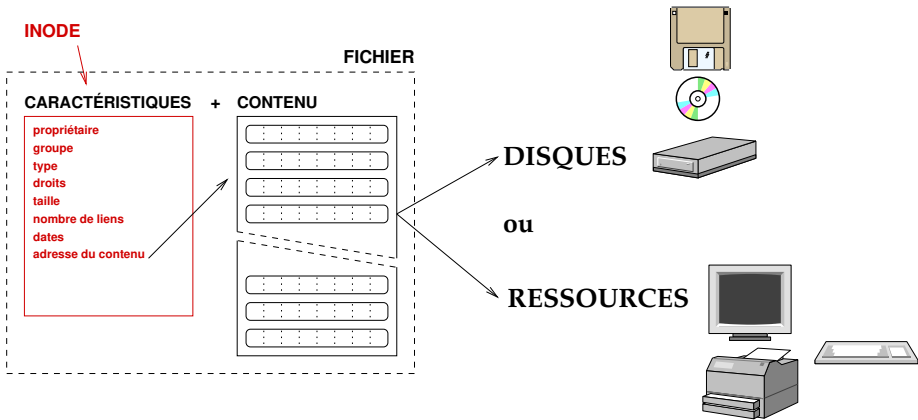 INODE
FICHIER
CARACTÉRISTIQUES + CONTENU
propriétaire
groupe
type
droits
taille
nombre de liens
dates
adresse du contenu
DISQUES
ou
RESSOURCES